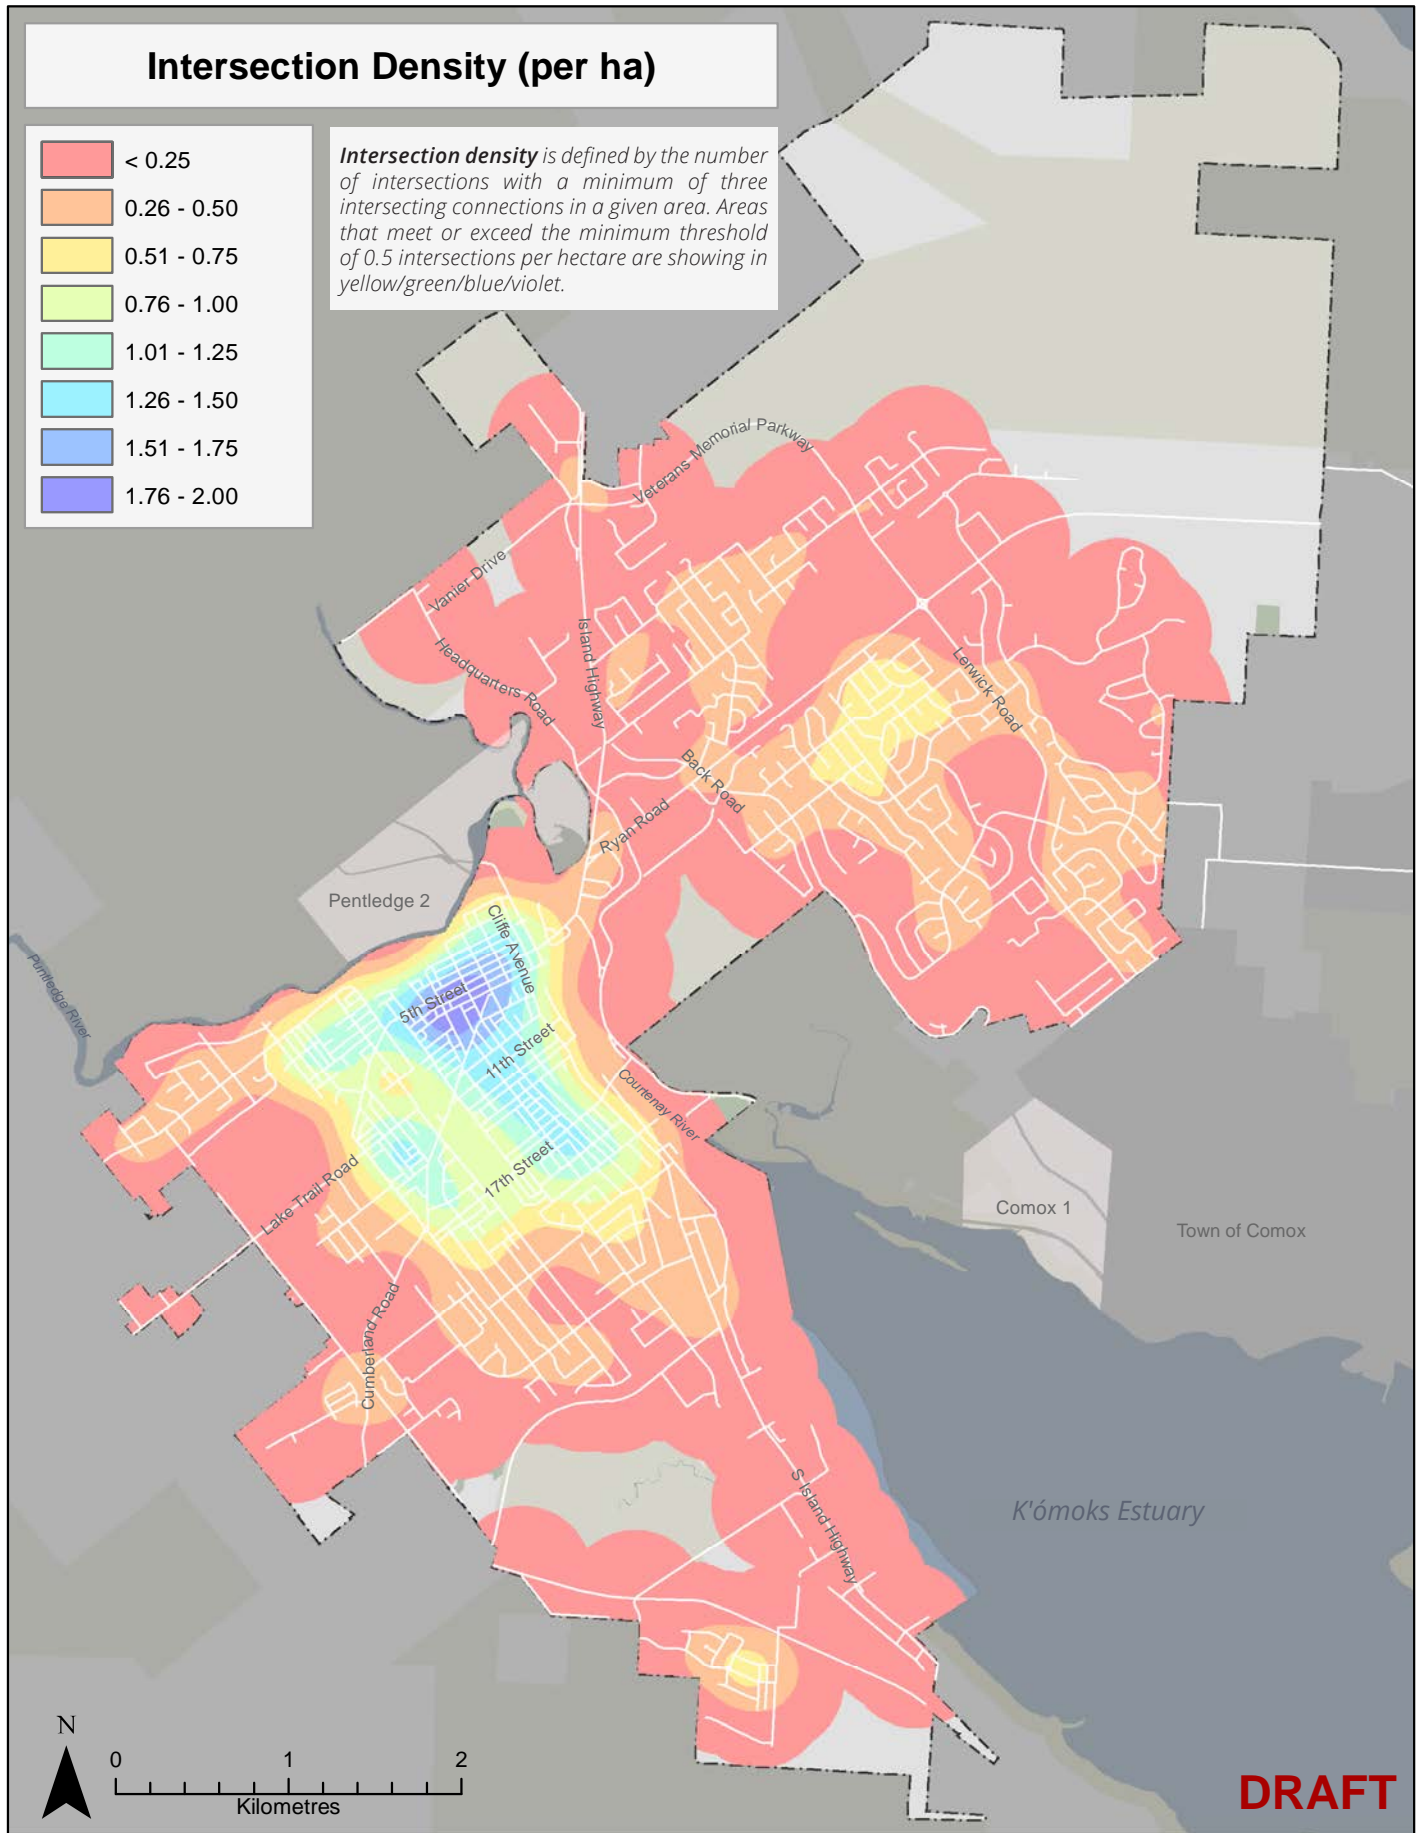 Intersection Density (per ha)
< 0.25
0.26 - 0.50
0.51 - 0.75
0.76 - 1.00
1.01 - 1.25
1.26 - 1.50
1.51 - 1.75
1.76 - 2.00
Intersection density is defined by the number
of intersections with a minimum of three
intersecting connections in a given area. Areas
that meet or exceed the minimum threshold
of 0.5 intersections per hectare are showing in
yellow/green/blue/violet.
Veterans Memorial Parkway
Vanier Drive
Island Highway
Headquarters Road
Lerwick Road
Back Road
Ryan Road
Pentledge 2
Cliffe Avenue
Puntledge River
5th Street
11th Street
Courtenay River
17th Street
Lake Trail Road
Comox 1
Town of Comox
Cumberland Road
S Island Highway
K'ómoks Estuary
N
0 1 2
Kilometres
DRAFT